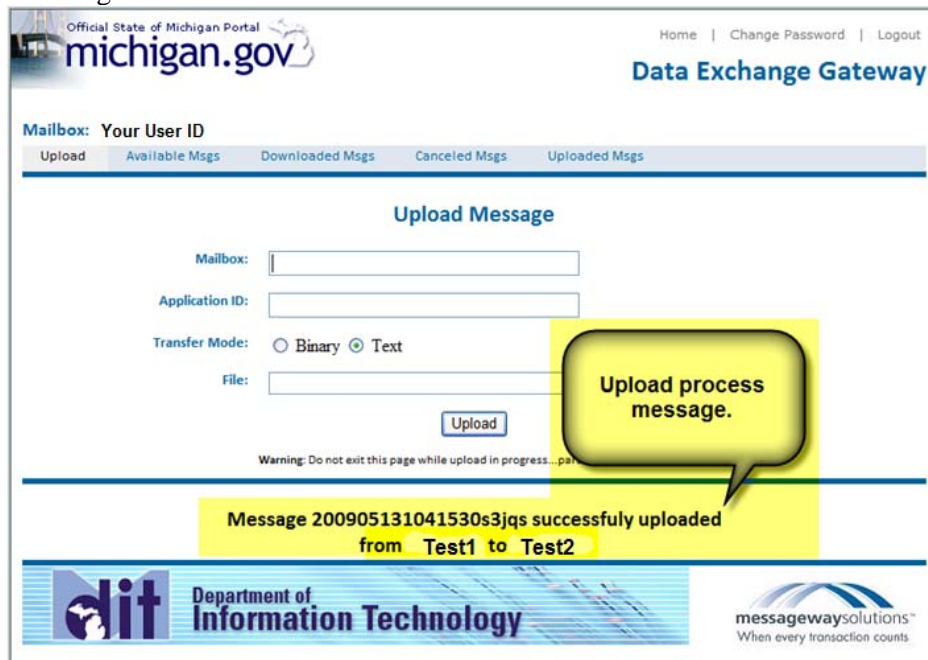 Official State of Michigan Portal
michigan.gov
Home | Change Password | Logout
Data Exchange Gateway
Mailbox: Your User ID
Upload Available Msgs Downloaded Msgs Canceled Msgs Uploaded Msgs
Upload Message
Mailbox:
Application ID:
Transfer Mode: Binary Text
File:
Upload process
message.
Upload
Warning: Do not exit this page while upload in progress...
Message 200905131041530s3jqs successfuly uploaded
from Test1 to Test2
dit Department of
Information Technology
messagewaysolutions™
When every transaction counts